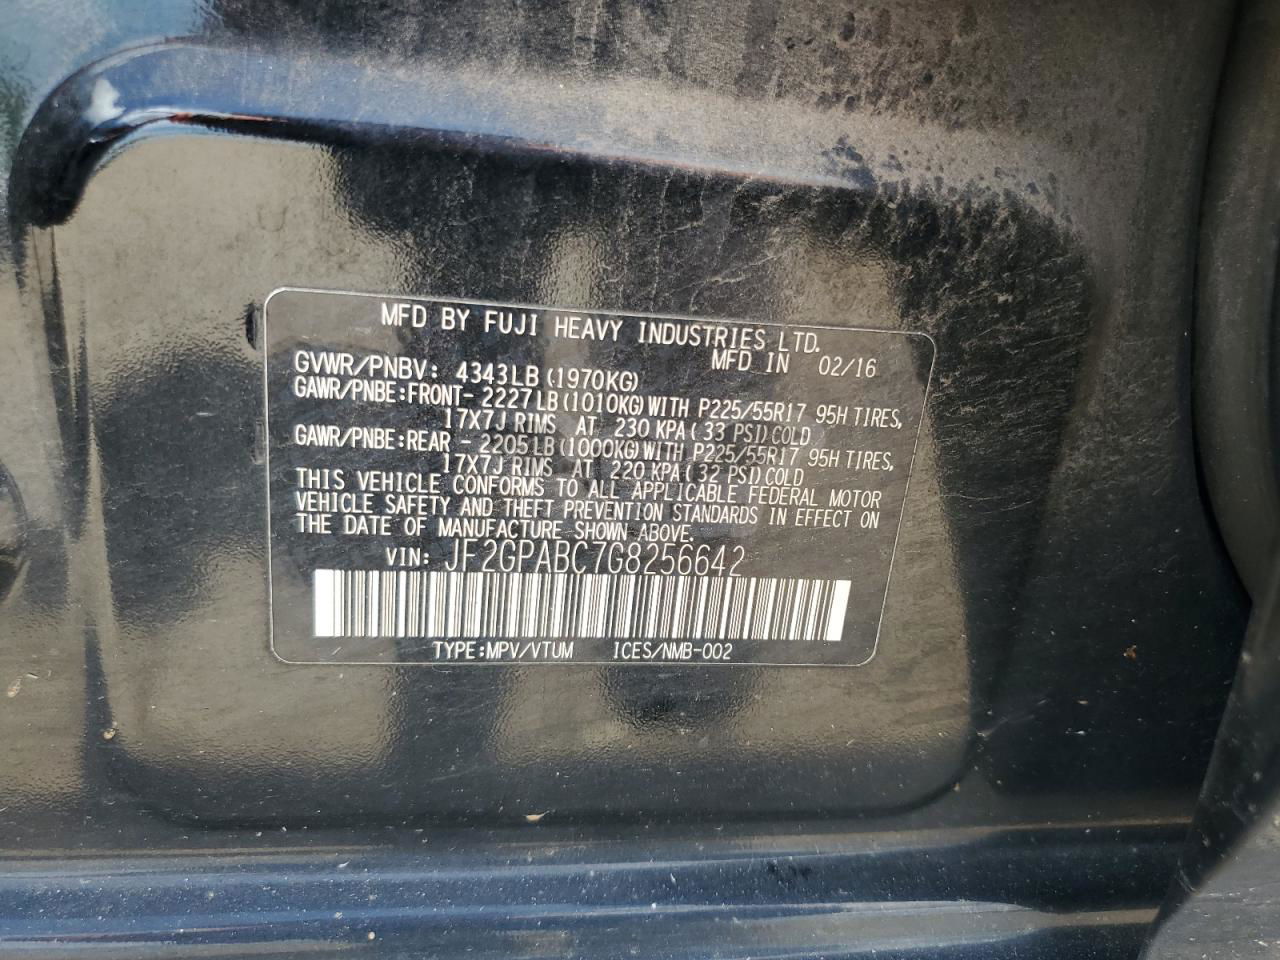 MFD BY FUJI HEAVY INDUSTRIES LTD.
MFD IN 02/16
GVWR/PNBV: 4343LB(1970KG)
GAWR/PNBE:FRONT- 2227LB(1010KG)WITH P225/55R17 95H TIRES,
17X7J RIMS AT 230 KPA(33 PSI)COLD
GAWR/PNBE:REAR - 2205LB(1000KG)WITH P225/55R17 95H TIRES,
17X7J RIMS AT 220 KPA(32 PSI)COLD
THIS VEHICLE CONFORMS TO ALL APPLICABLE FEDERAL MOTOR
VEHICLE SAFETY AND THEFT PREVENTION STANDARDS IN EFFECT ON
THE DATE OF MANUFACTURE SHOWN ABOVE.
VIN: JF2GPABC7G8256642
TYPE:MPV/VTUM ICES/NMB-002